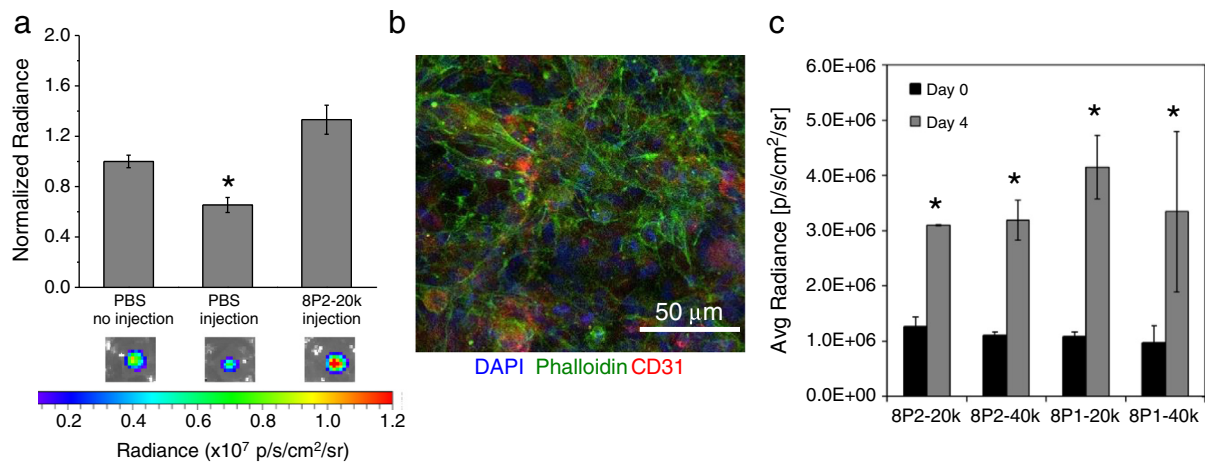 a
2.0
1.6
1.2
0.8
0.4
0.0
Normalized Radiance
*
PBS
no injection
PBS
injection
8P2-20k
injection
0.2 0.4 0.6 0.8 1.0 1.2
Radiance (x10⁷ p/s/cm²/sr)
b
50 μm
DAPI Phalloidin CD31
c
6.0E+06
5.0E+06
4.0E+06
3.0E+06
2.0E+06
1.0E+06
0.0E+00
Avg Radiance [p/s/cm²/sr]
Day 0
Day 4
* * * *
8P2-20k 8P2-40k 8P1-20k 8P1-40k